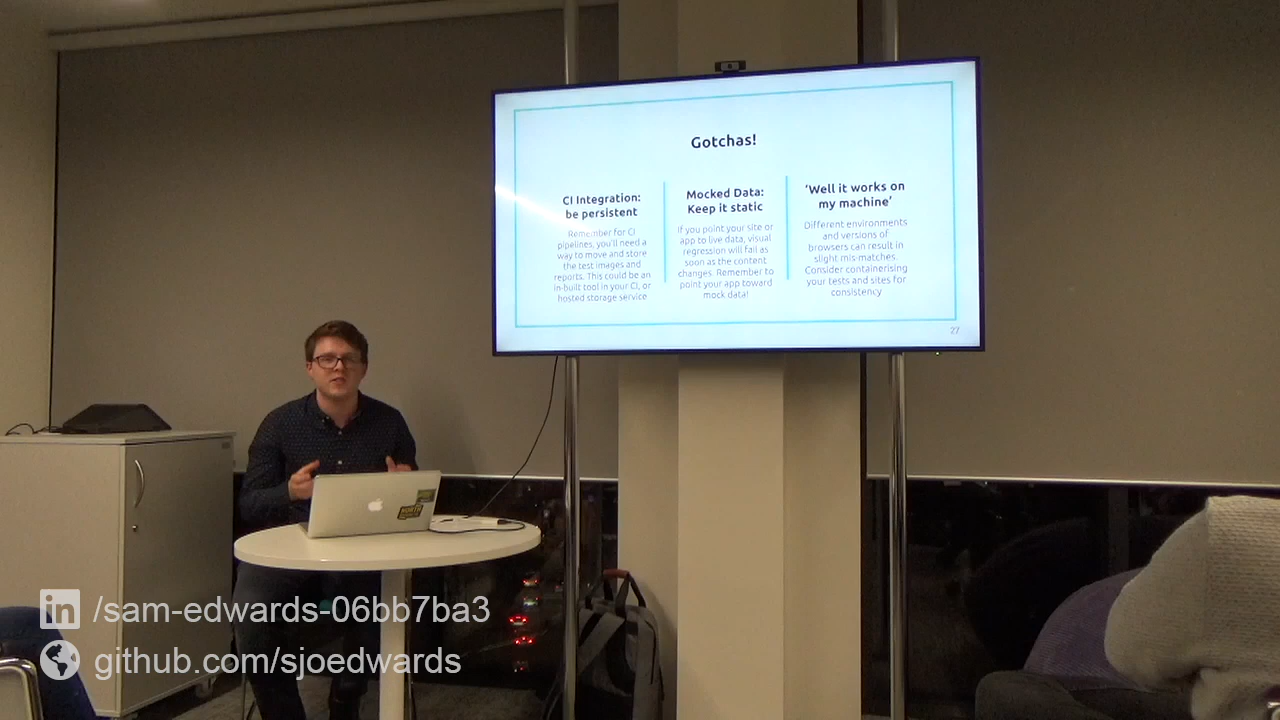 Gotchas!
CI Integration:
be persistent
Remember for CI
pipelines, you'll need a
way to move and store
the test images and
reports. This could be an
in-built tool in your CI, or
hosted storage service
Mocked Data:
Keep it static
If you point your site or
app to live data, visual
regression will fail as
soon as the content
changes. Remember to
point your app toward
mock data!
'Well it works on
my machine'
Different environments
and versions of
browsers can result in
slight mis-matches.
Consider containerising
your tests and sites for
consistency
27
in /sam-edwards-06bb7ba3
github.com/sjoedwards